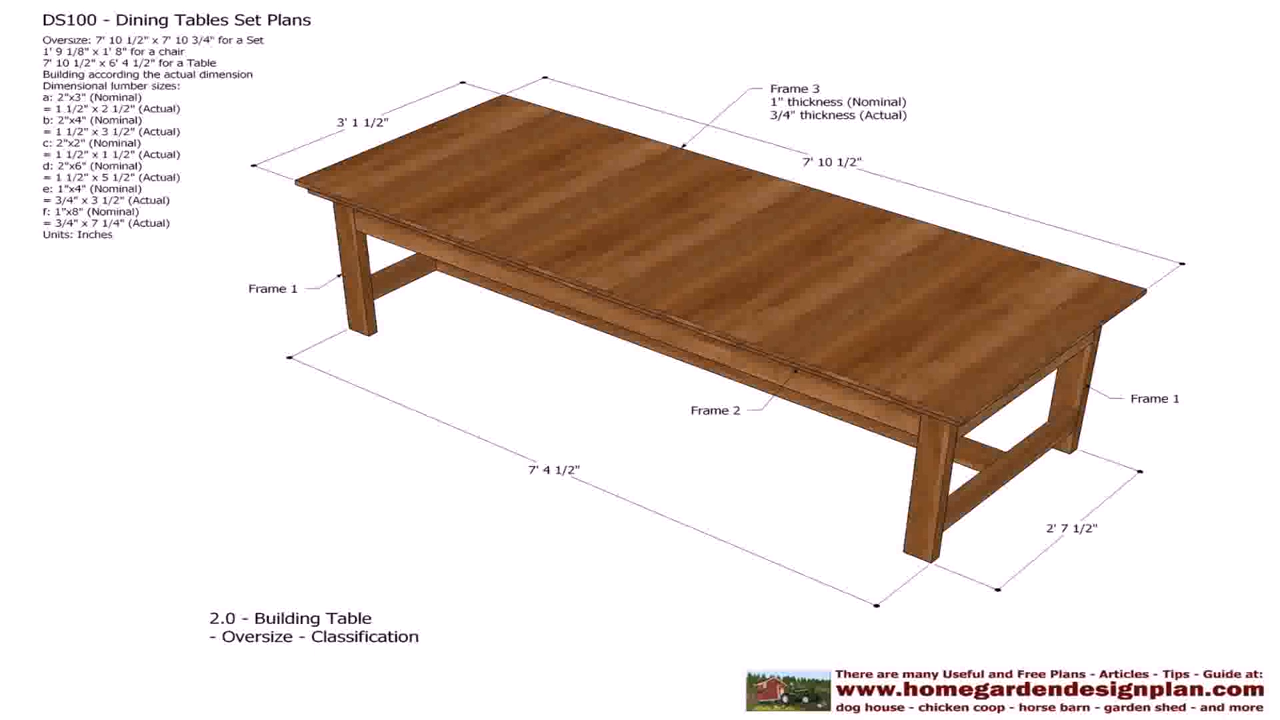 DS100 - Dining Tables Set Plans
Oversize: 7' 10 1/2" x 7' 10 3/4" for a Set
1' 9 1/8" x 1' 8" for a chair
7' 10 1/2" x 6' 4 1/2" for a Table
Building according the actual dimension
Dimensional lumber sizes:
a: 2"x3" (Nominal)
= 1 1/2" x 2 1/2" (Actual)
b: 2"x4" (Nominal)
= 1 1/2" x 3 1/2" (Actual)
c: 2"x2" (Nominal)
= 1 1/2" x 1 1/2" (Actual)
d: 2"x6" (Nominal)
= 1 1/2" x 5 1/2" (Actual)
e: 1"x4" (Nominal)
= 3/4" x 3 1/2" (Actual)
f: 1"x8" (Nominal)
= 3/4" x 7 1/4" (Actual)
Units: Inches
Frame 3
1" thickness (Nominal)
3/4" thickness (Actual)
3' 1 1/2"
7' 10 1/2"
Frame 1
Frame 1
Frame 2
7' 4 1/2"
2' 7 1/2"
2.0 - Building Table
- Oversize - Classification
There are many Useful and Free Plans - Articles - Tips - Guide at:
www.homegardendesignplan.com
dog house - chicken coop - horse barn - garden shed - and more